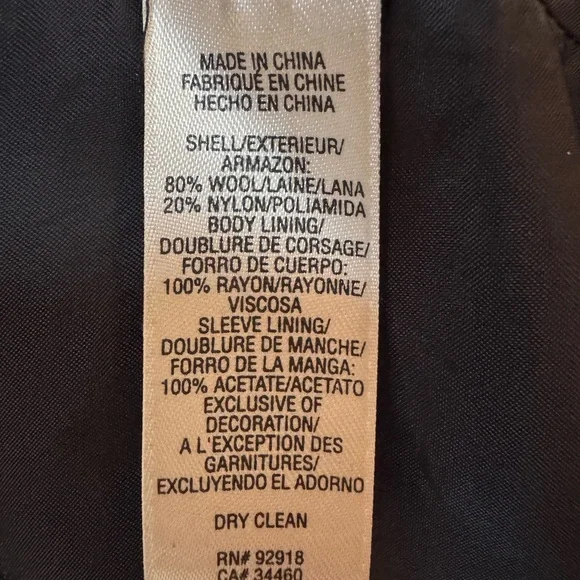 MADE IN CHINA
FABRIQUÉ EN CHINE
HECHO EN CHINA
SHELL/EXTERIEUR/
ARMAZON:
80% WOOL/LAINE/LANA
20% NYLON/POLIAMIDA
BODY LINING/
DOUBLURE DE CORSAGE/
FORRO DE CUERPO:
100% RAYON/RAYONNE/
VISCOSA
SLEEVE LINING/
DOUBLURE DE MANCHE/
FORRO DE LA MANGA:
100% ACETATE/ACETATO
EXCLUSIVE OF
DECORATION/
A L'EXCEPTION DES
GARNITURES/
EXCLUYENDO EL ADORNO
DRY CLEAN
RN# 92918
CA# 34460